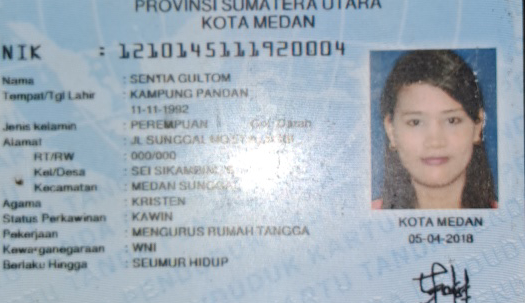 PROVINSI SUMATERA UTARA
KOTA MEDAN
NIK : 1210145111920004
Nama : SENTIA GULTOM
Tempat/Tgl Lahir : KAMPUNG PANDAN
11-11-1992
Jenis kelamin : PEREMPUAN Gol. Darah
Alamat : JL SUNGGAL
RT/RW : 000/000
Kel/Desa : SEI SIKAMBING
Kecamatan : MEDAN SUNGGAL
Agama : KRISTEN
Status Perkawinan : KAWIN
Pekerjaan : MENGURUS RUMAH TANGGA
Kewarganegaraan : WNI
Berlaku Hingga : SEUMUR HIDUP
KOTA MEDAN
05-04-2018